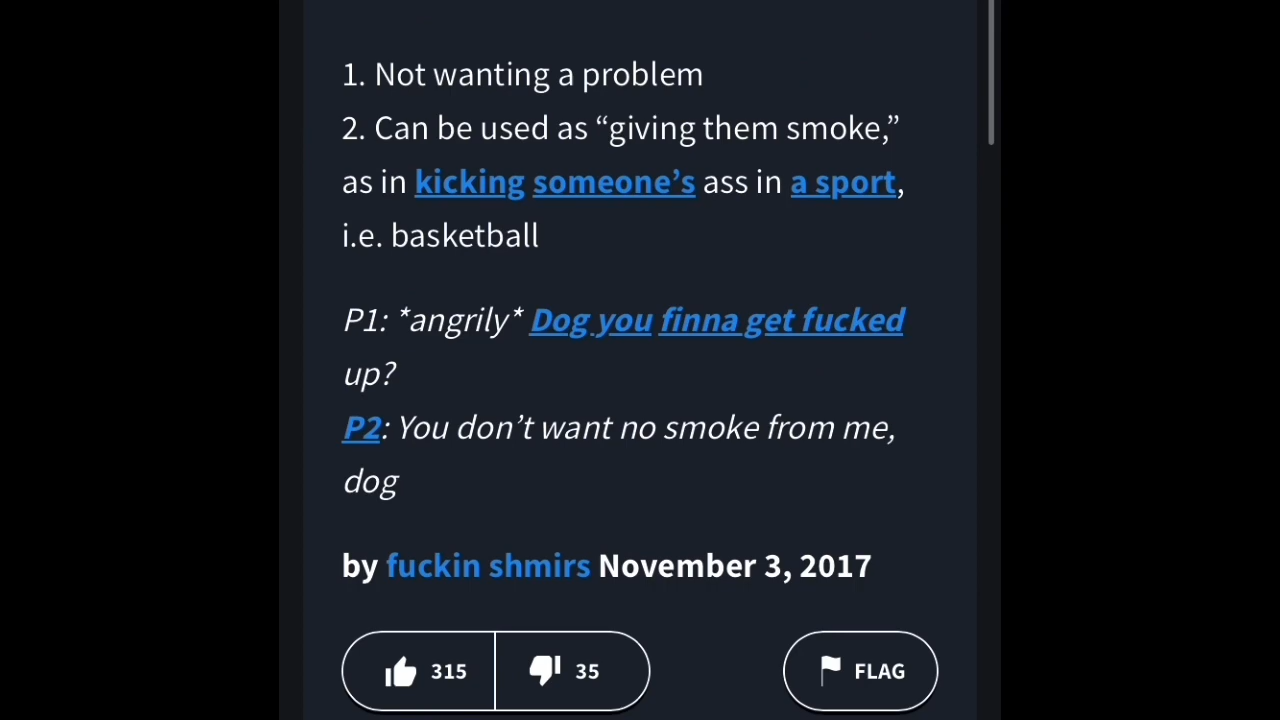 1. Not wanting a problem
2. Can be used as “giving them smoke,”
as in kicking someone’s ass in a sport,
i.e. basketball
P1: *angrily* Dog you finna get fucked
up?
P2: You don’t want no smoke from me,
dog
by fuckin shmirs November 3, 2017
315 35 FLAG